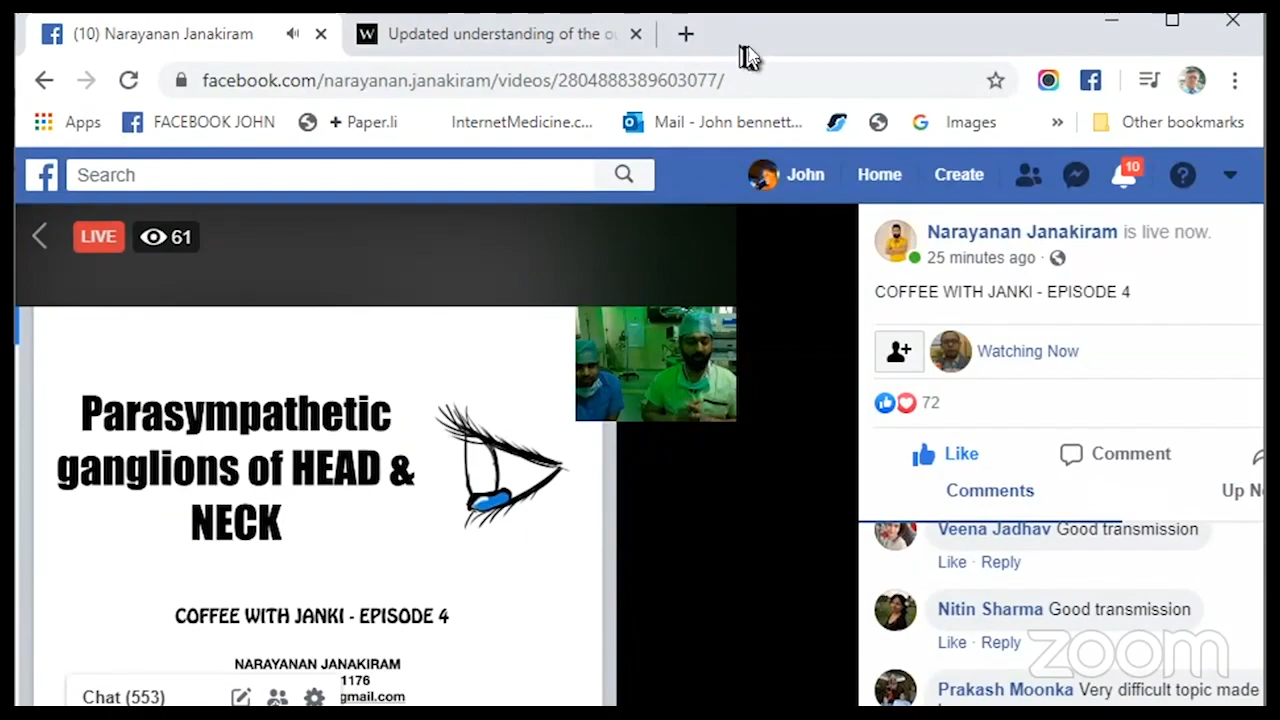 (10) Narayanan Janakiram
Updated understanding of the o
facebook.com/narayanan.janakiram/videos/2804888389603077/
Apps
FACEBOOK JOHN
+ Paper.li
InternetMedicine.c...
Mail - John bennett...
Images
»
Other bookmarks
Search
John
Home
Create
10
LIVE
61
Narayanan Janakiram is live now.
25 minutes ago ·
COFFEE WITH JANKI - EPISODE 4
Watching Now
72
Like
Comment
Comments
Up N
Veena Jadhav Good transmission
Like · Reply
Nitin Sharma Good transmission
Like · Reply
Prakash Moonka Very difficult topic made
zoom
Parasympathetic
ganglions of HEAD &
NECK
COFFEE WITH JANKI - EPISODE 4
NARAYANAN JANAKIRAM
1176
gmail.com
Chat (553)